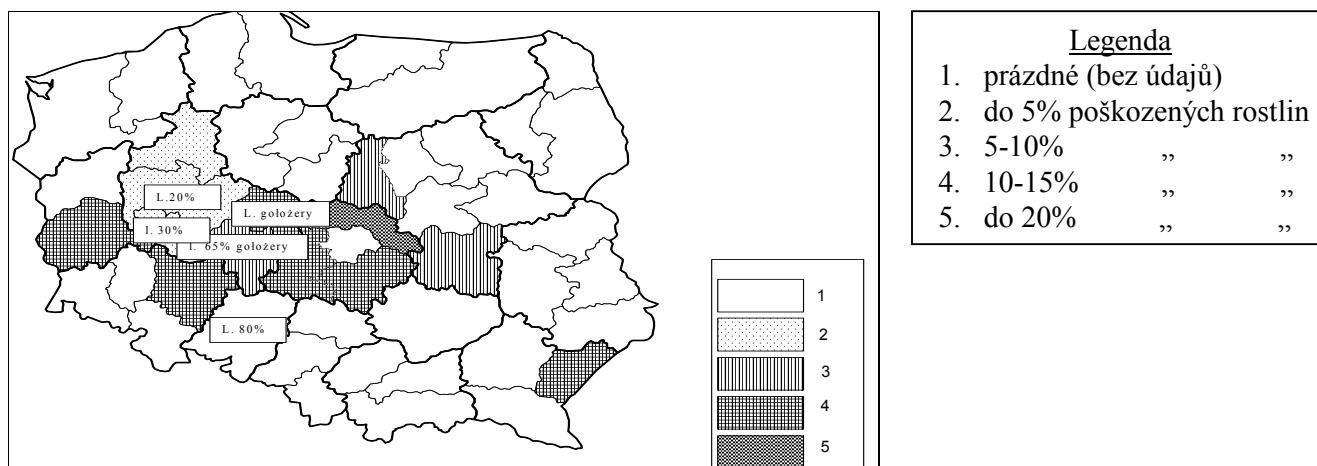 L.20%
L. gołożery
I. 30%
I. 65% gołożery
L. 80%
1
2
3
4
5
Legenda
1. prázdné (bez údajů)
2. do 5% poškozených rostlin
3. 5-10% ,, ,,
4. 10-15% ,, ,,
5. do 20% ,, ,,